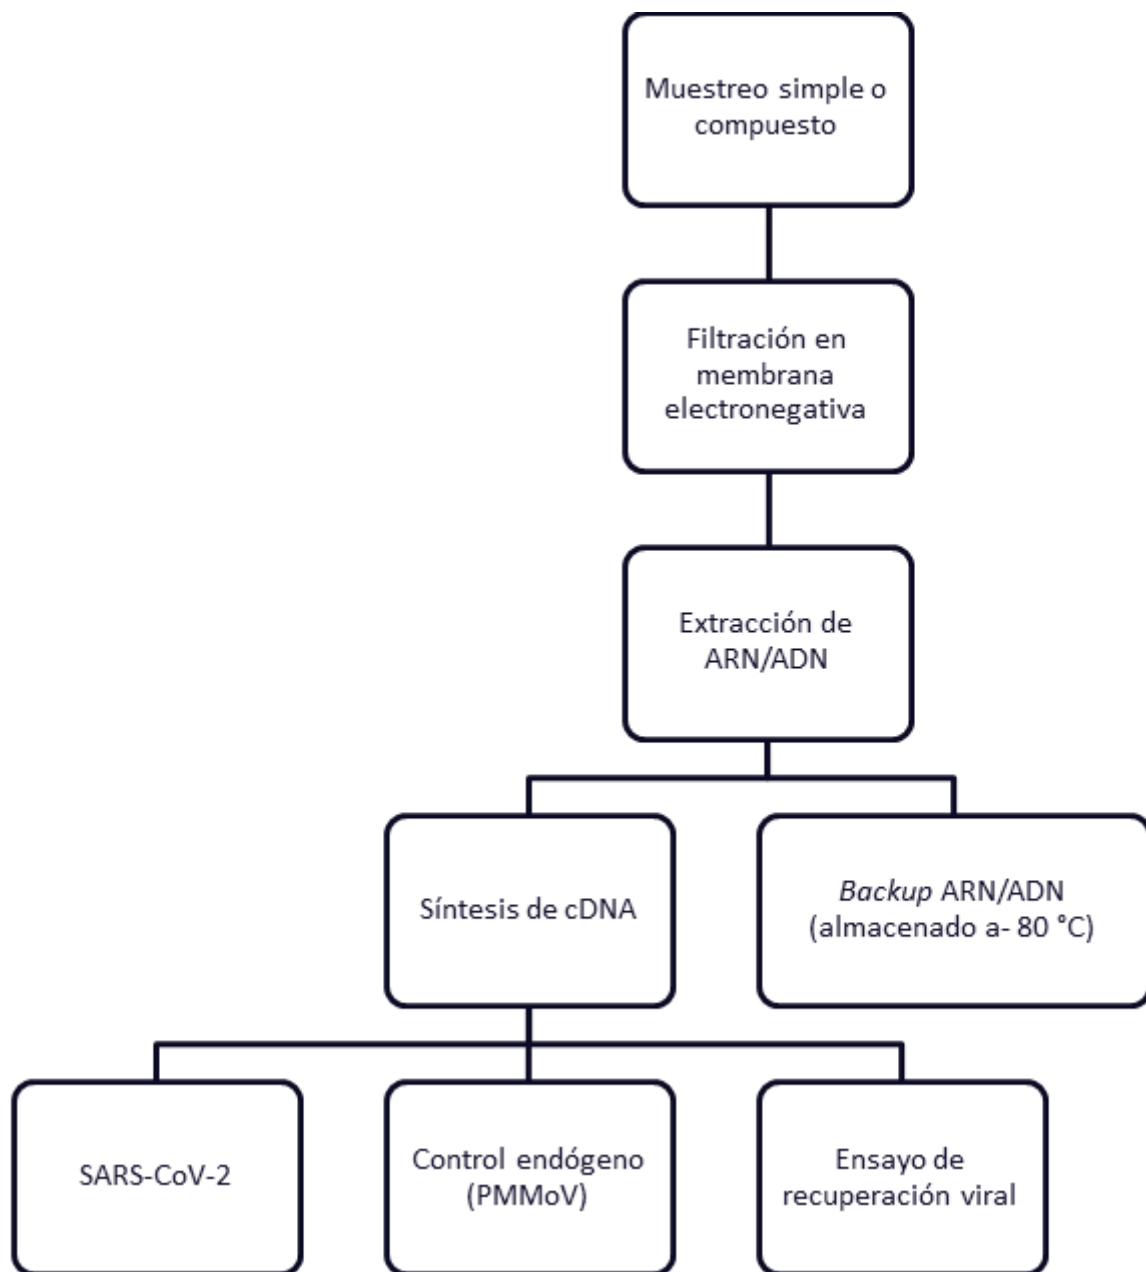 Muestreo simple o
compuesto
Filtración en
membrana
electronegativa
Extracción de
ARN/ADN
Síntesis de cDNA
Backup ARN/ADN
(almacenado a- 80 °C)
SARS-CoV-2
Control endógeno
(PMMoV)
Ensayo de
recuperación viral